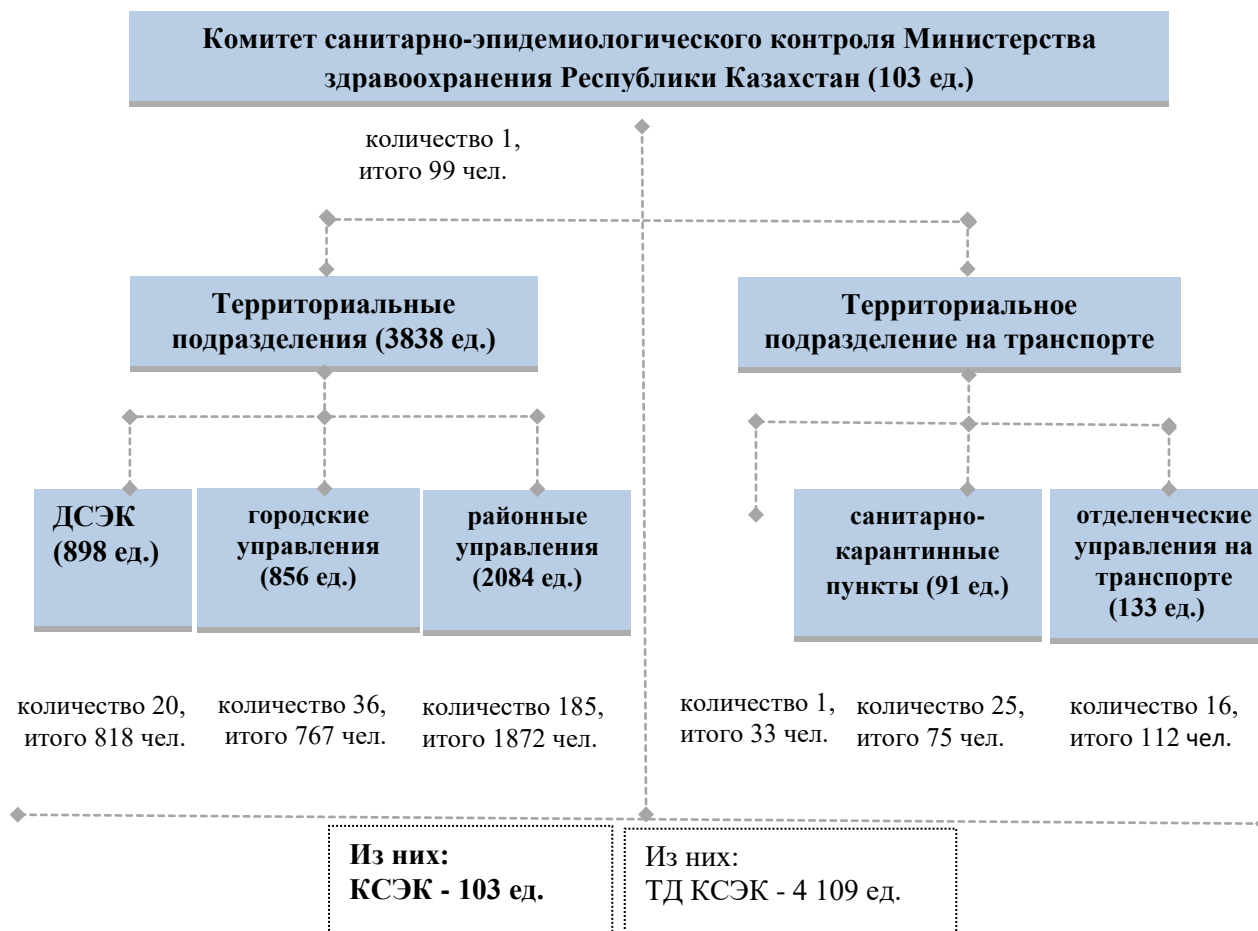 Комитет санитарно-эпидемиологического контроля Министерства
здравоохранения Республики Казахстан (103 ед.)
количество 1,
итого 99 чел.
Территориальные
подразделения (3838 ед.)
Территориальное
подразделение на транспорте
ДСЭК
(898 ед.)
городские
управления
(856 ед.)
районные
управления
(2084 ед.)
санитарно-
карантинные
пункты (91 ед.)
отделенческие
управления на
транспорте
(133 ед.)
количество 20,
итого 818 чел.
количество 36,
итого 767 чел.
количество 185,
итого 1872 чел.
количество 1,
итого 33 чел.
количество 25,
итого 75 чел.
количество 16,
итого 112 чел.
Из них:
КСЭК - 103 ед.
Из них:
ТД КСЭК - 4 109 ед.